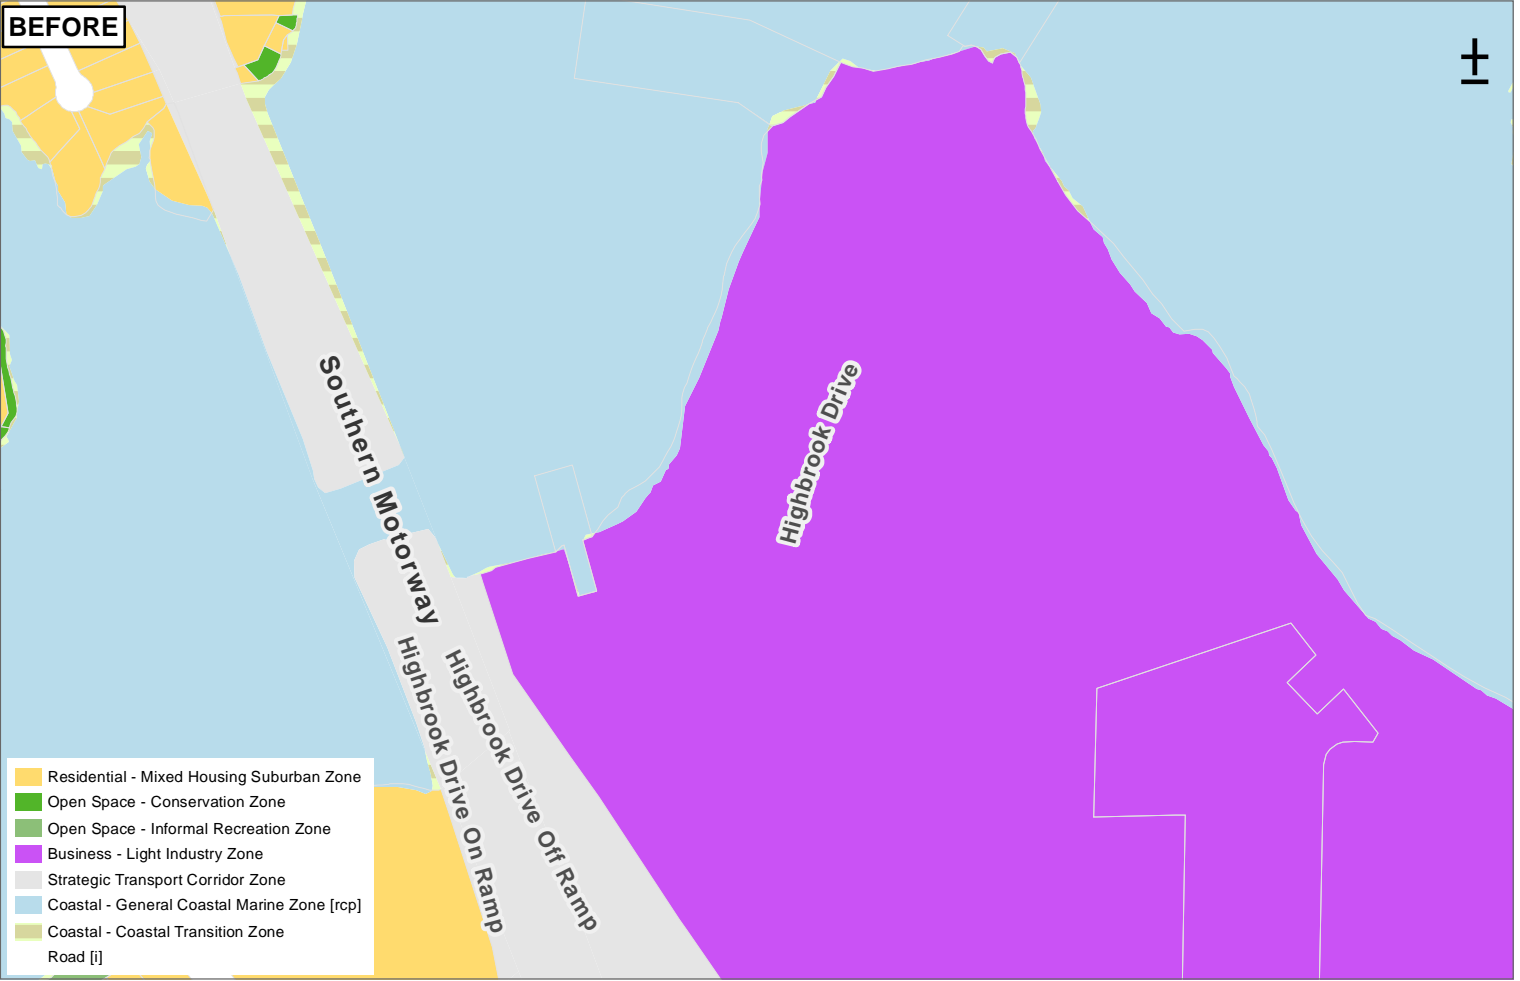 BEFORE
Southern Motorway
Highbrook Drive
Highbrook Drive On Ramp
Highbrook Drive Off Ramp
Residential - Mixed Housing Suburban Zone
Open Space - Conservation Zone
Open Space - Informal Recreation Zone
Business - Light Industry Zone
Strategic Transport Corridor Zone
Coastal - General Coastal Marine Zone [rcp]
Coastal - Coastal Transition Zone
Road [i]